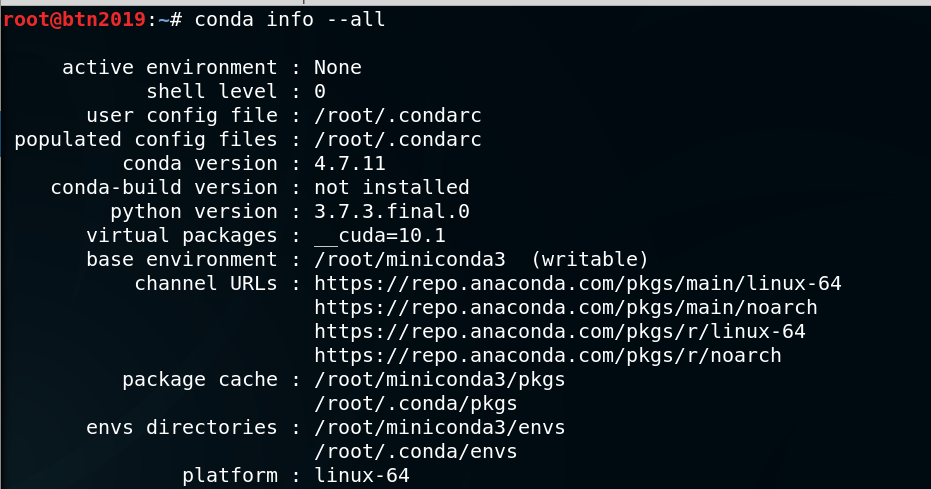 root@btn2019:~# conda info --all
active environment : None
shell level : 0
user config file : /root/.condarc
populated config files : /root/.condarc
conda version : 4.7.11
conda-build version : not installed
python version : 3.7.3.final.0
virtual packages : __cuda=10.1
base environment : /root/miniconda3  (writable)
channel URLs : https://repo.anaconda.com/pkgs/main/linux-64
https://repo.anaconda.com/pkgs/main/noarch
https://repo.anaconda.com/pkgs/r/linux-64
https://repo.anaconda.com/pkgs/r/noarch
package cache : /root/miniconda3/pkgs
/root/.conda/pkgs
envs directories : /root/miniconda3/envs
/root/.conda/envs
platform : linux-64